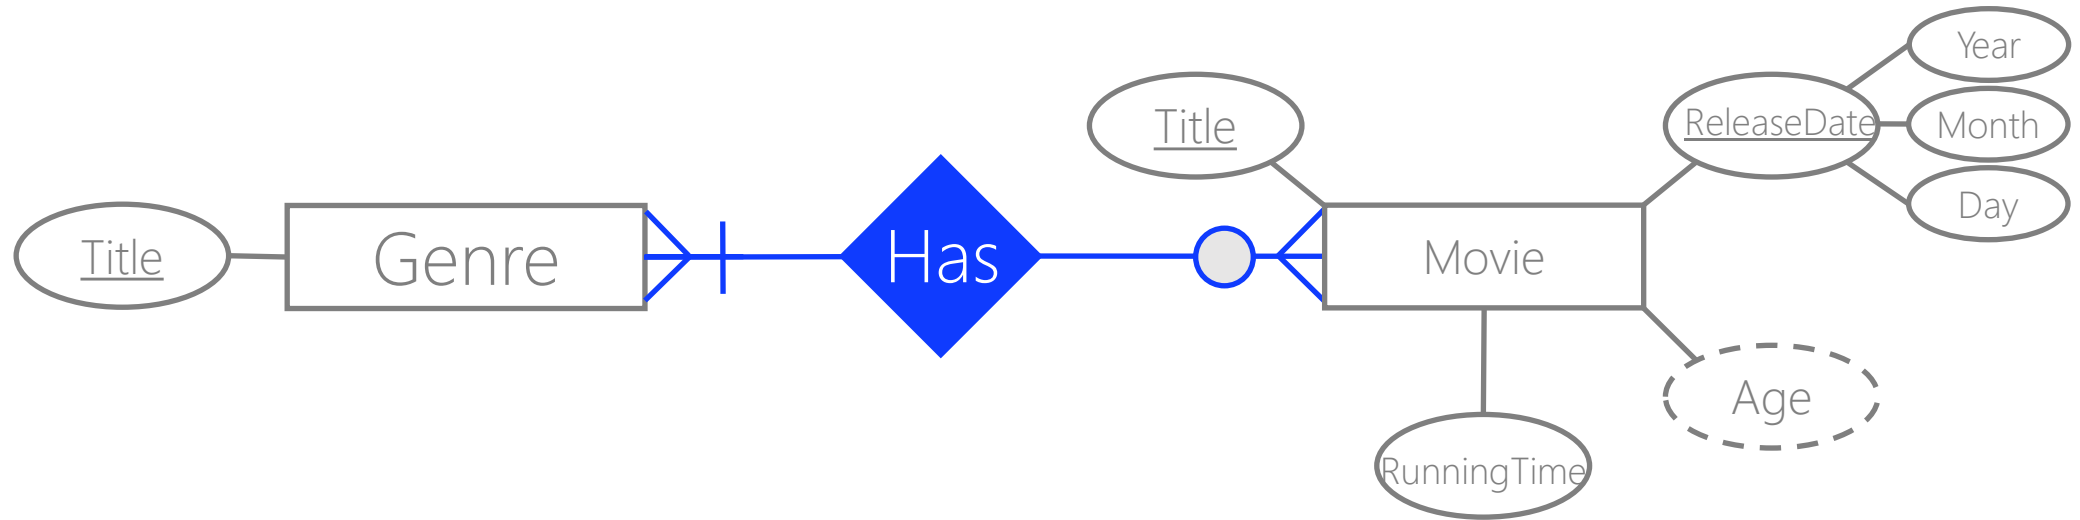 Year
Title
ReleaseDate
Month
Day
Title
Genre
Has
Movie
Age
RunningTime